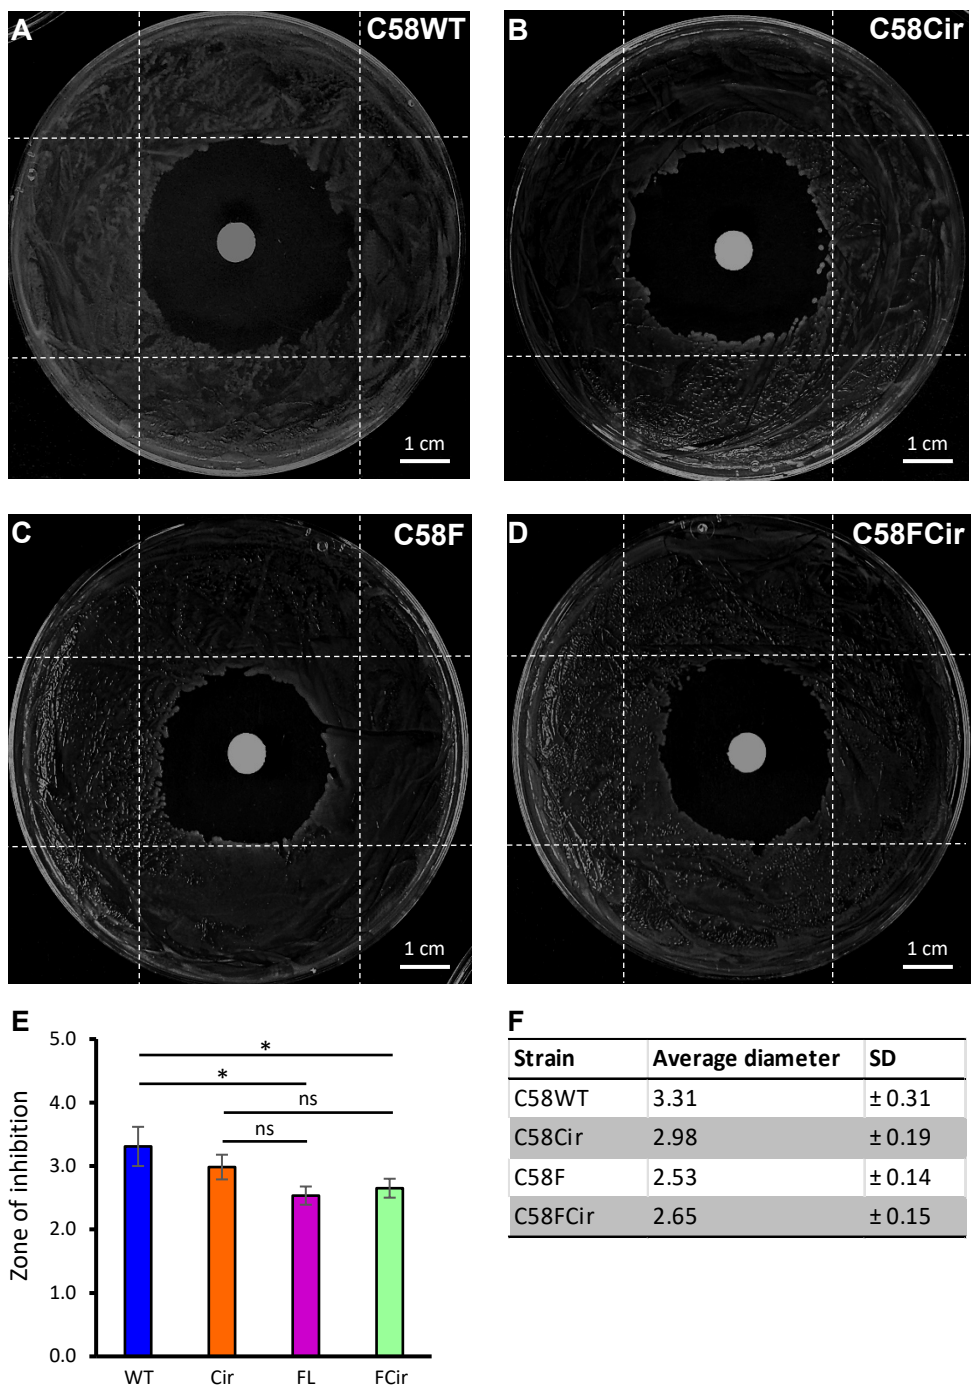 A C58WT
B C58Cir
1 cm
1 cm
C C58F
D C58FCir
1 cm
1 cm
E
5.0
4.0
3.0
2.0
1.0
0.0
Zone of inhibition
*
*
ns
ns
WT Cir FL FCir
F
Strain Average diameter SD
C58WT 3.31 ± 0.31
C58Cir 2.98 ± 0.19
C58F 2.53 ± 0.14
C58FCir 2.65 ± 0.15